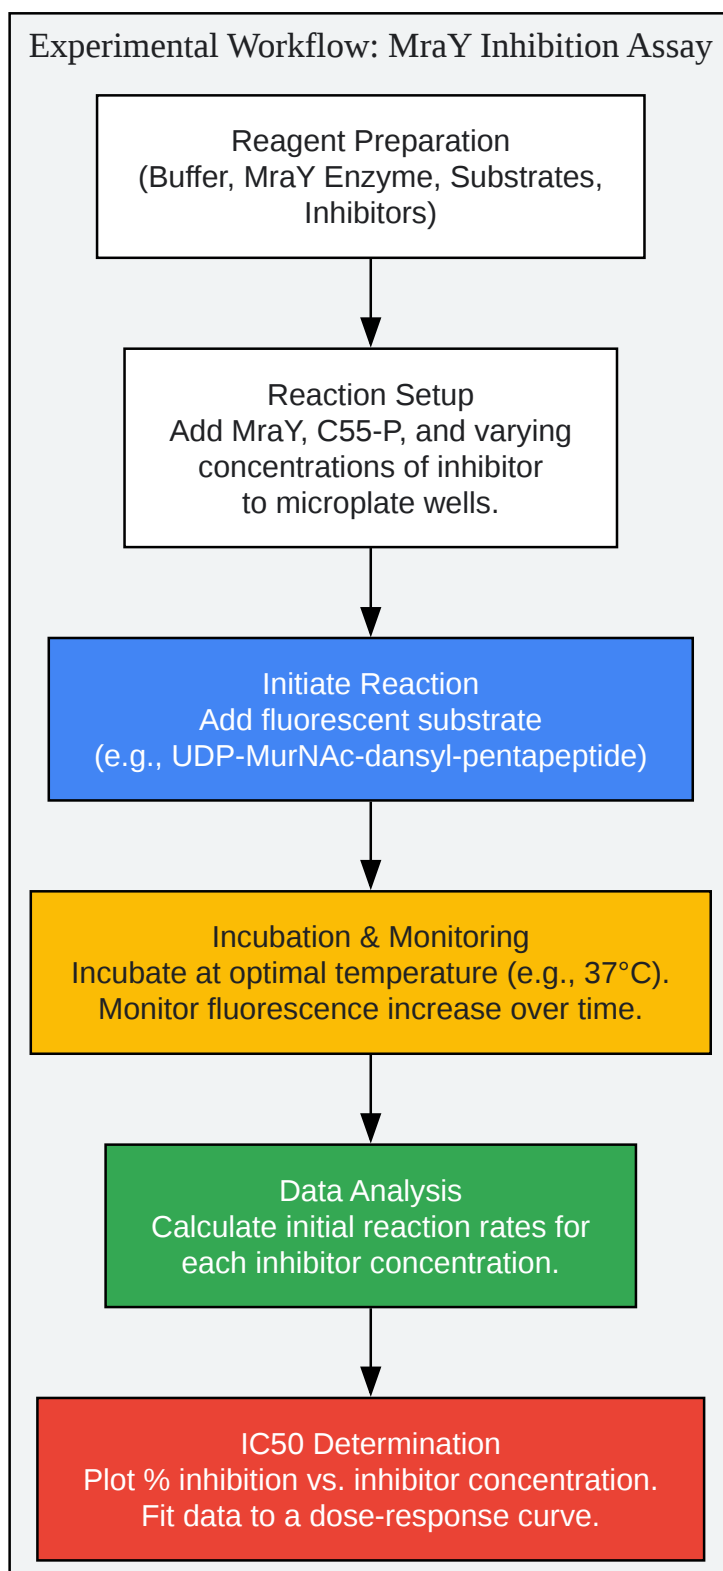 Experimental Workflow: MraY Inhibition Assay
Reagent Preparation
(Buffer, MraY Enzyme, Substrates,
Inhibitors)
Reaction Setup
Add MraY, C55-P, and varying
concentrations of inhibitor
to microplate wells.
Initiate Reaction
Add fluorescent substrate
(e.g., UDP-MurNAc-dansyl-pentapeptide)
Incubation & Monitoring
Incubate at optimal temperature (e.g., 37°C).
Monitor fluorescence increase over time.
Data Analysis
Calculate initial reaction rates for
each inhibitor concentration.
IC50 Determination
Plot % inhibition vs. inhibitor concentration.
Fit data to a dose-response curve.